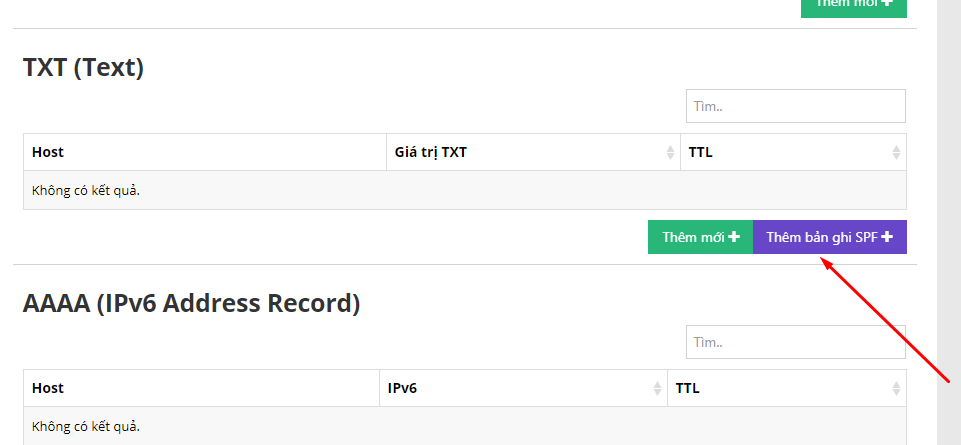 Thêm mới +
TXT (Text)
Tìm..
Host Giá trị TXT TTL
Không có kết quả.
Thêm mới + Thêm bản ghi SPF +
AAAA (IPv6 Address Record)
Tìm..
Host IPv6 TTL
Không có kết quả.